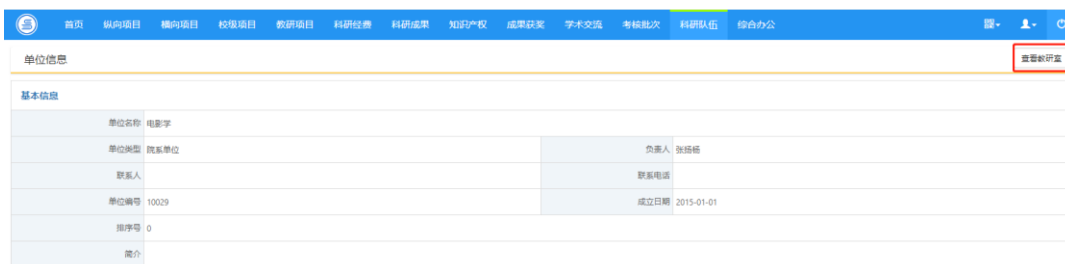 首页 纵向项目 横向项目 校级项目 教研项目 科研经费 科研成果 知识产权 成果获奖 学术交流 考核批次 科研队伍 综合办公
单位信息 查看教研室
基本信息
单位名称 电影学
单位类型 院系单位 负责人 张扬杨
联系人 联系电话
单位编号 10029 成立日期 2015-01-01
排序号 0
简介